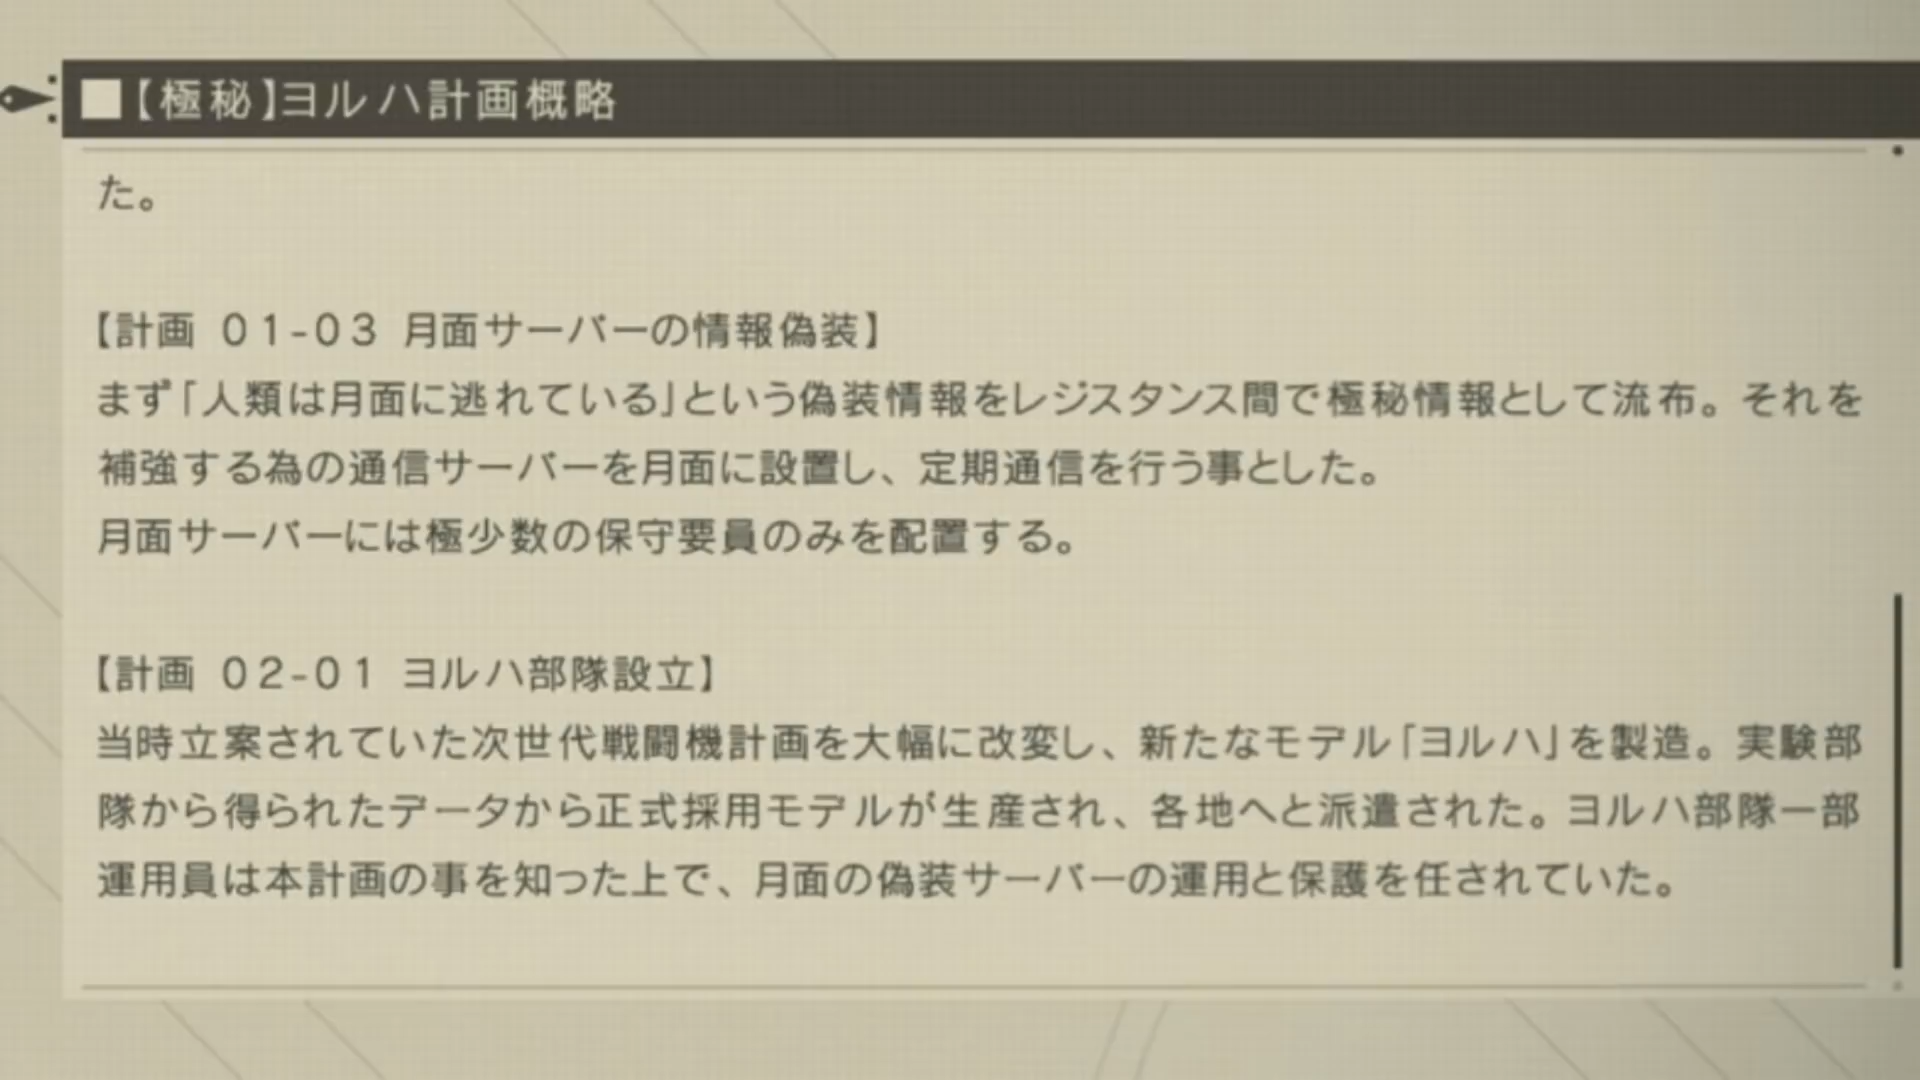 ■【極秘】ヨルハ計画概略
た。
【計画 01-03 月面サーバーの情報偽装】
まず「人類は月面に逃れている」という偽装情報をレジスタンス間で極秘情報として流布。それを
補強する為の通信サーバーを月面に設置し、定期通信を行う事とした。
月面サーバーには極少数の保守要員のみを配置する。
【計画 02-01 ヨルハ部隊設立】
当時立案されていた次世代戦闘機計画を大幅に改変し、新たなモデル「ヨルハ」を製造。実験部
隊から得られたデータから正式採用モデルが生産され、各地へと派遣された。ヨルハ部隊一部
運用員は本計画の事を知った上で、月面の偽装サーバーの運用と保護を任されていた。